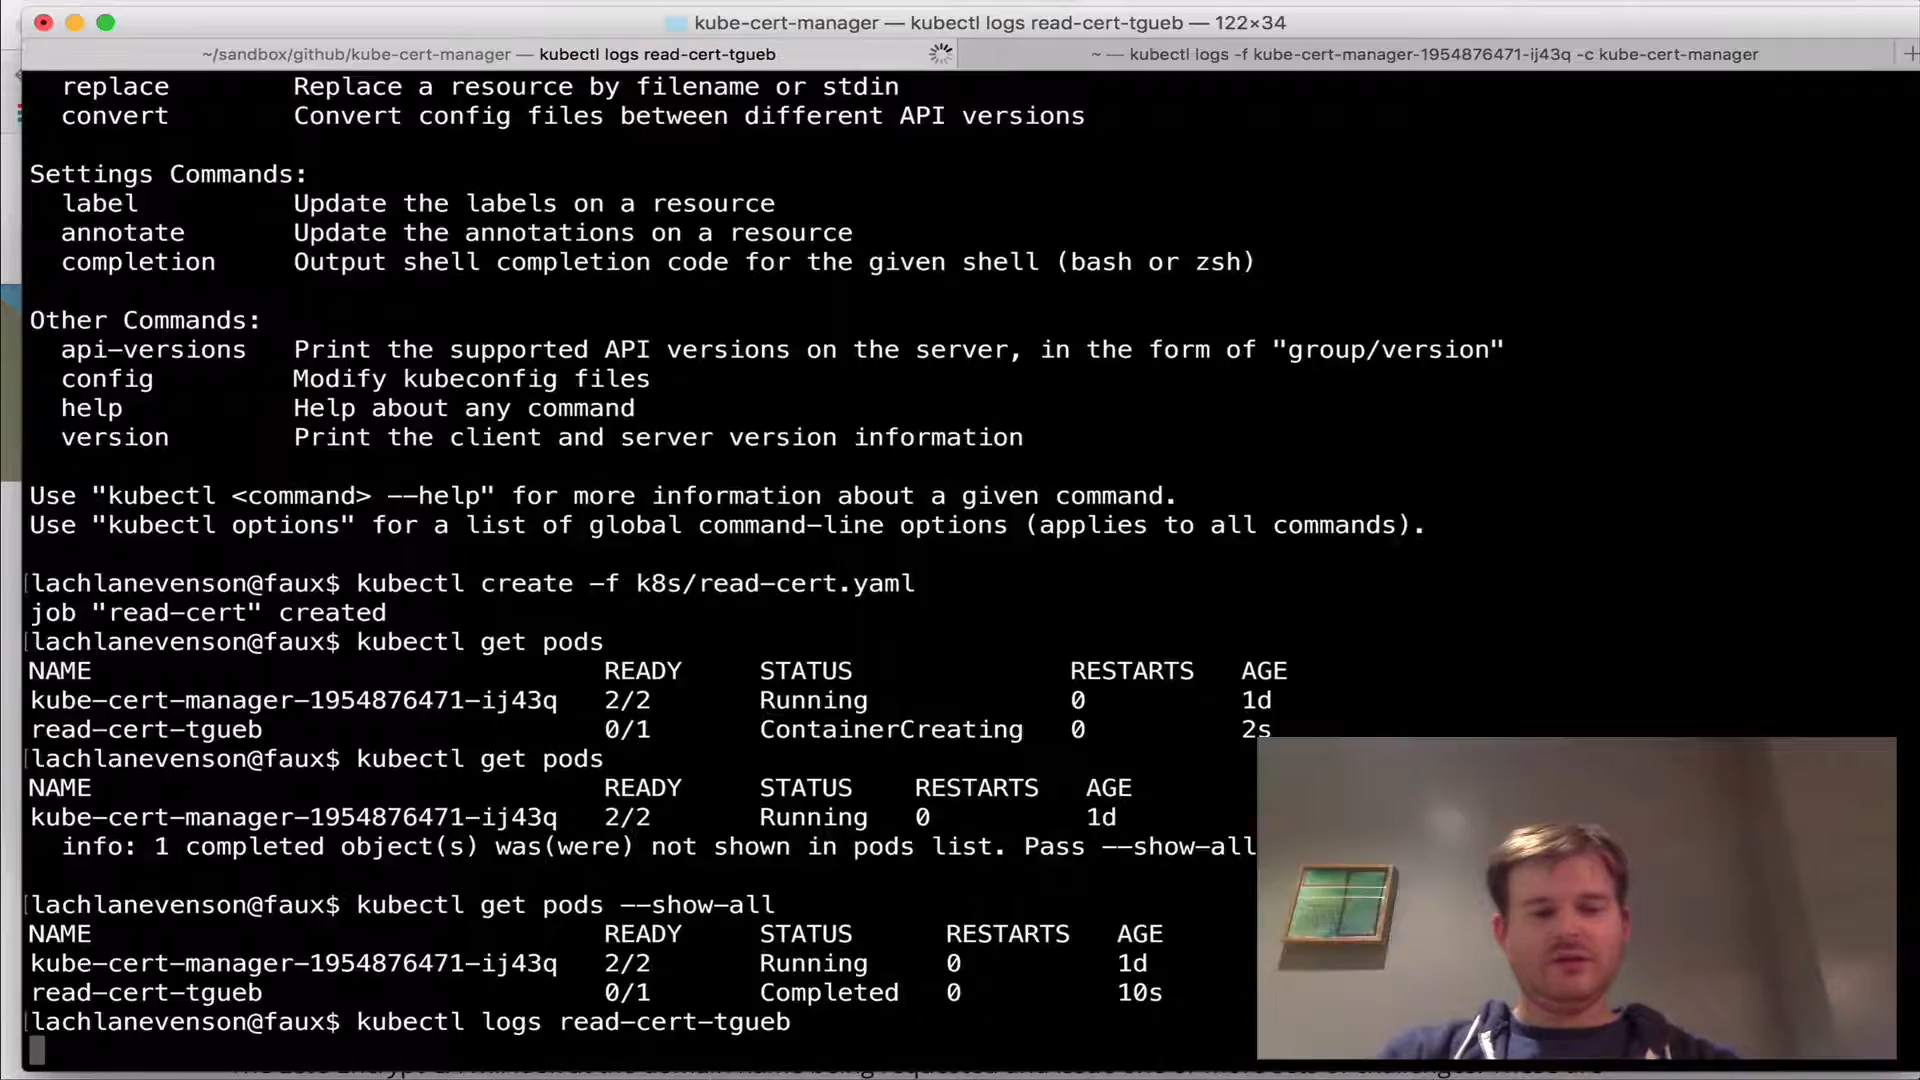 kube-cert-manager — kubectl logs read-cert-tgueb — 122×34
~/sandbox/github/kube-cert-manager — kubectl logs read-cert-tgueb
~ — kubectl logs -f kube-cert-manager-1954876471-ij43q -c kube-cert-manager
replace Replace a resource by filename or stdin
convert Convert config files between different API versions
Settings Commands:
label Update the labels on a resource
annotate Update the annotations on a resource
completion Output shell completion code for the given shell (bash or zsh)
Other Commands:
api-versions Print the supported API versions on the server, in the form of "group/version"
config Modify kubeconfig files
help Help about any command
version Print the client and server version information
Use "kubectl <command> --help" for more information about a given command.
Use "kubectl options" for a list of global command-line options (applies to all commands).
lachlanevenson@faux$ kubectl create -f k8s/read-cert.yaml
job "read-cert" created
lachlanevenson@faux$ kubectl get pods
NAME READY STATUS RESTARTS AGE
kube-cert-manager-1954876471-ij43q 2/2 Running 0 1d
read-cert-tgueb 0/1 ContainerCreating 0 2s
lachlanevenson@faux$ kubectl get pods
NAME READY STATUS RESTARTS AGE
kube-cert-manager-1954876471-ij43q 2/2 Running 0 1d
info: 1 completed object(s) was(were) not shown in pods list. Pass --show-all
lachlanevenson@faux$ kubectl get pods --show-all
NAME READY STATUS RESTARTS AGE
kube-cert-manager-1954876471-ij43q 2/2 Running 0 1d
read-cert-tgueb 0/1 Completed 0 10s
lachlanevenson@faux$ kubectl logs read-cert-tgueb